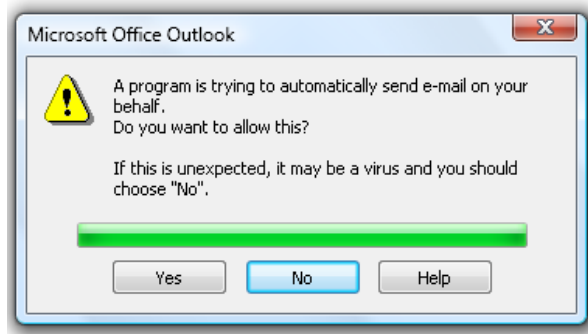 Microsoft Office Outlook
A program is trying to automatically send e-mail on your
behalf.
Do you want to allow this?
If this is unexpected, it may be a virus and you should
choose "No".
Yes
No
Help